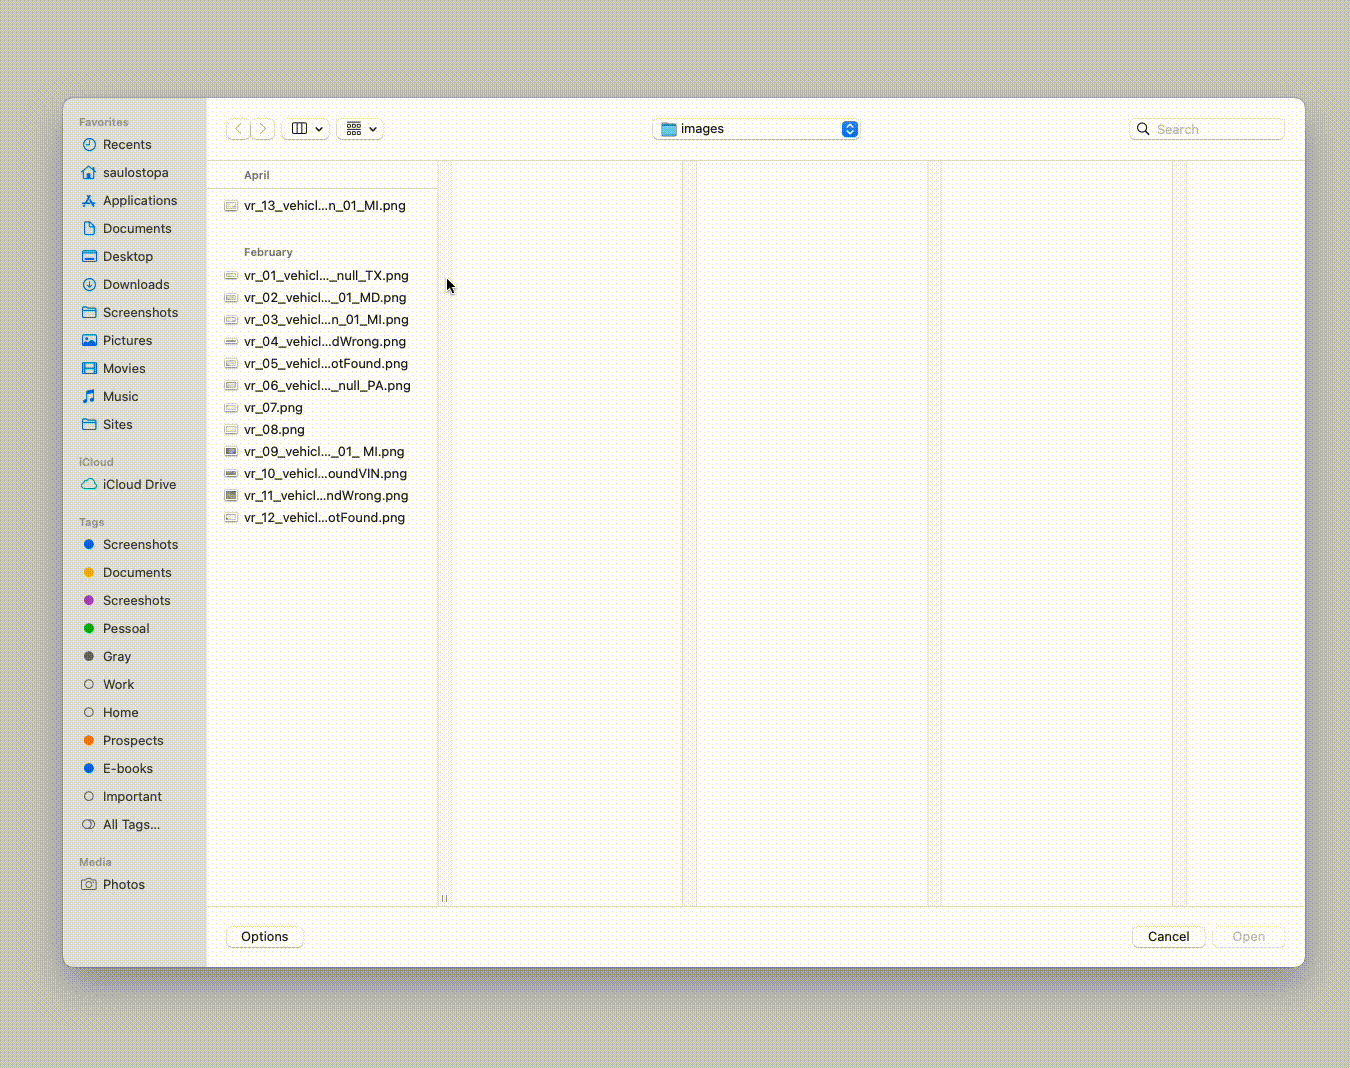 Favorites
Recents
saulostopa
Applications
Documents
Desktop
Downloads
Screenshots
Pictures
Movies
Music
Sites
iCloud
iCloud Drive
Tags
Screenshots
Documents
Screeshots
Pessoal
Gray
Work
Home
Prospects
E-books
Important
All Tags...
Media
Photos
images
Search
April
vr_13_vehicl...n_01_MI.png
February
vr_01_vehicl..._null_TX.png
vr_02_vehicl..._01_MD.png
vr_03_vehicl...n_01_MI.png
vr_04_vehicl...dWrong.png
vr_05_vehicl...otFound.png
vr_06_vehicl..._null_PA.png
vr_07.png
vr_08.png
vr_09_vehicl..._01_ MI.png
vr_10_vehicl...oundVIN.png
vr_11_vehicl...ndWrong.png
vr_12_vehicl...otFound.png
Options
Cancel
Open